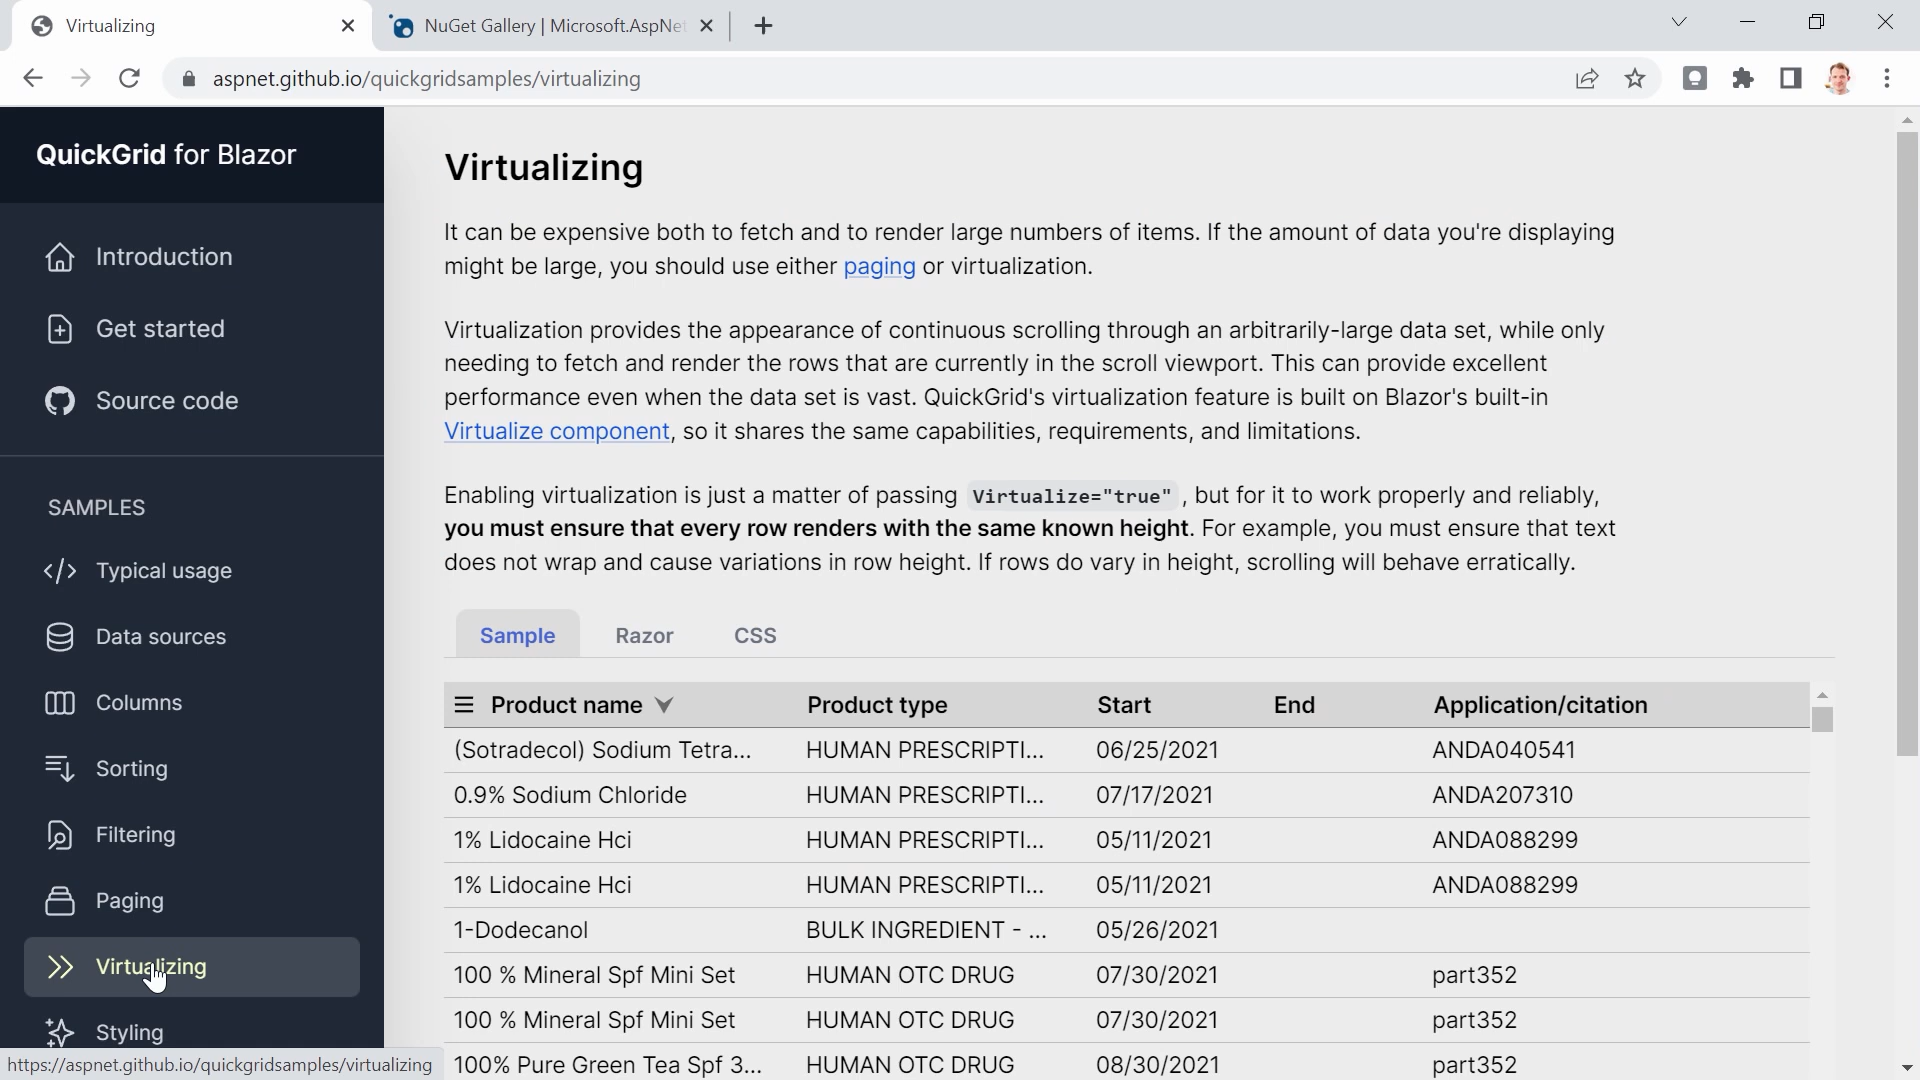 Virtualizing
NuGet Gallery | Microsoft.AspNet
aspnet.github.io/quickgridsamples/virtualizing
QuickGrid for Blazor
Introduction
Get started
Source code
SAMPLES
Typical usage
Data sources
Columns
Sorting
Filtering
Paging
Virtualizing
Styling
https://aspnet.github.io/quickgridsamples/virtualizing
Virtualizing
It can be expensive both to fetch and to render large numbers of items. If the amount of data you're displaying
might be large, you should use either paging or virtualization.
Virtualization provides the appearance of continuous scrolling through an arbitrarily-large data set, while only
needing to fetch and render the rows that are currently in the scroll viewport. This can provide excellent
performance even when the data set is vast. QuickGrid's virtualization feature is built on Blazor's built-in
Virtualize component, so it shares the same capabilities, requirements, and limitations.
Enabling virtualization is just a matter of passing Virtualize="true", but for it to work properly and reliably,
you must ensure that every row renders with the same known height. For example, you must ensure that text
does not wrap and cause variations in row height. If rows do vary in height, scrolling will behave erratically.
Sample Razor CSS
Product name Product type Start End Application/citation
(Sotradecol) Sodium Tetra... HUMAN PRESCRIPTI... 06/25/2021 ANDA040541
0.9% Sodium Chloride HUMAN PRESCRIPTI... 07/17/2021 ANDA207310
1% Lidocaine Hci HUMAN PRESCRIPTI... 05/11/2021 ANDA088299
1% Lidocaine Hci HUMAN PRESCRIPTI... 05/11/2021 ANDA088299
1-Dodecanol BULK INGREDIENT - ... 05/26/2021
100 % Mineral Spf Mini Set HUMAN OTC DRUG 07/30/2021 part352
100 % Mineral Spf Mini Set HUMAN OTC DRUG 07/30/2021 part352
100% Pure Green Tea Spf 3... HUMAN OTC DRUG 08/30/2021 part352